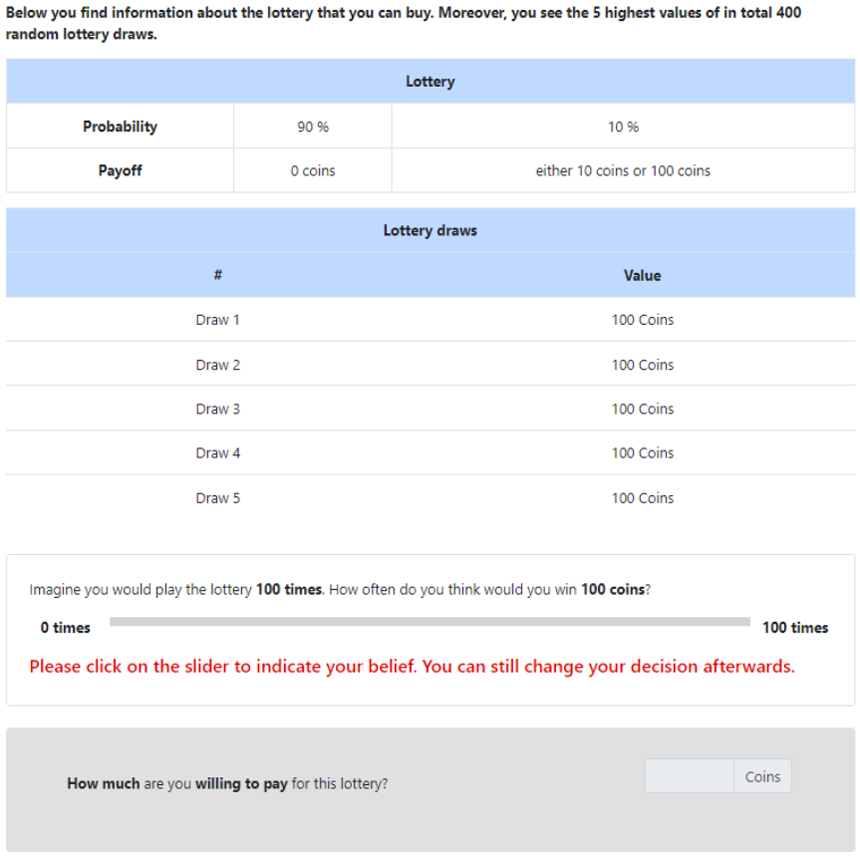 Below you find information about the lottery that you can buy. Moreover, you see the 5 highest values of in total 400
random lottery draws.
Lottery
Probability 90 % 10 %
Payoff 0 coins either 10 coins or 100 coins
Lottery draws
# Value
Draw 1 100 Coins
Draw 2 100 Coins
Draw 3 100 Coins
Draw 4 100 Coins
Draw 5 100 Coins
Imagine you would play the lottery 100 times. How often do you think would you win 100 coins?
0 times 100 times
Please click on the slider to indicate your belief. You can still change your decision afterwards.
How much are you willing to pay for this lottery? Coins